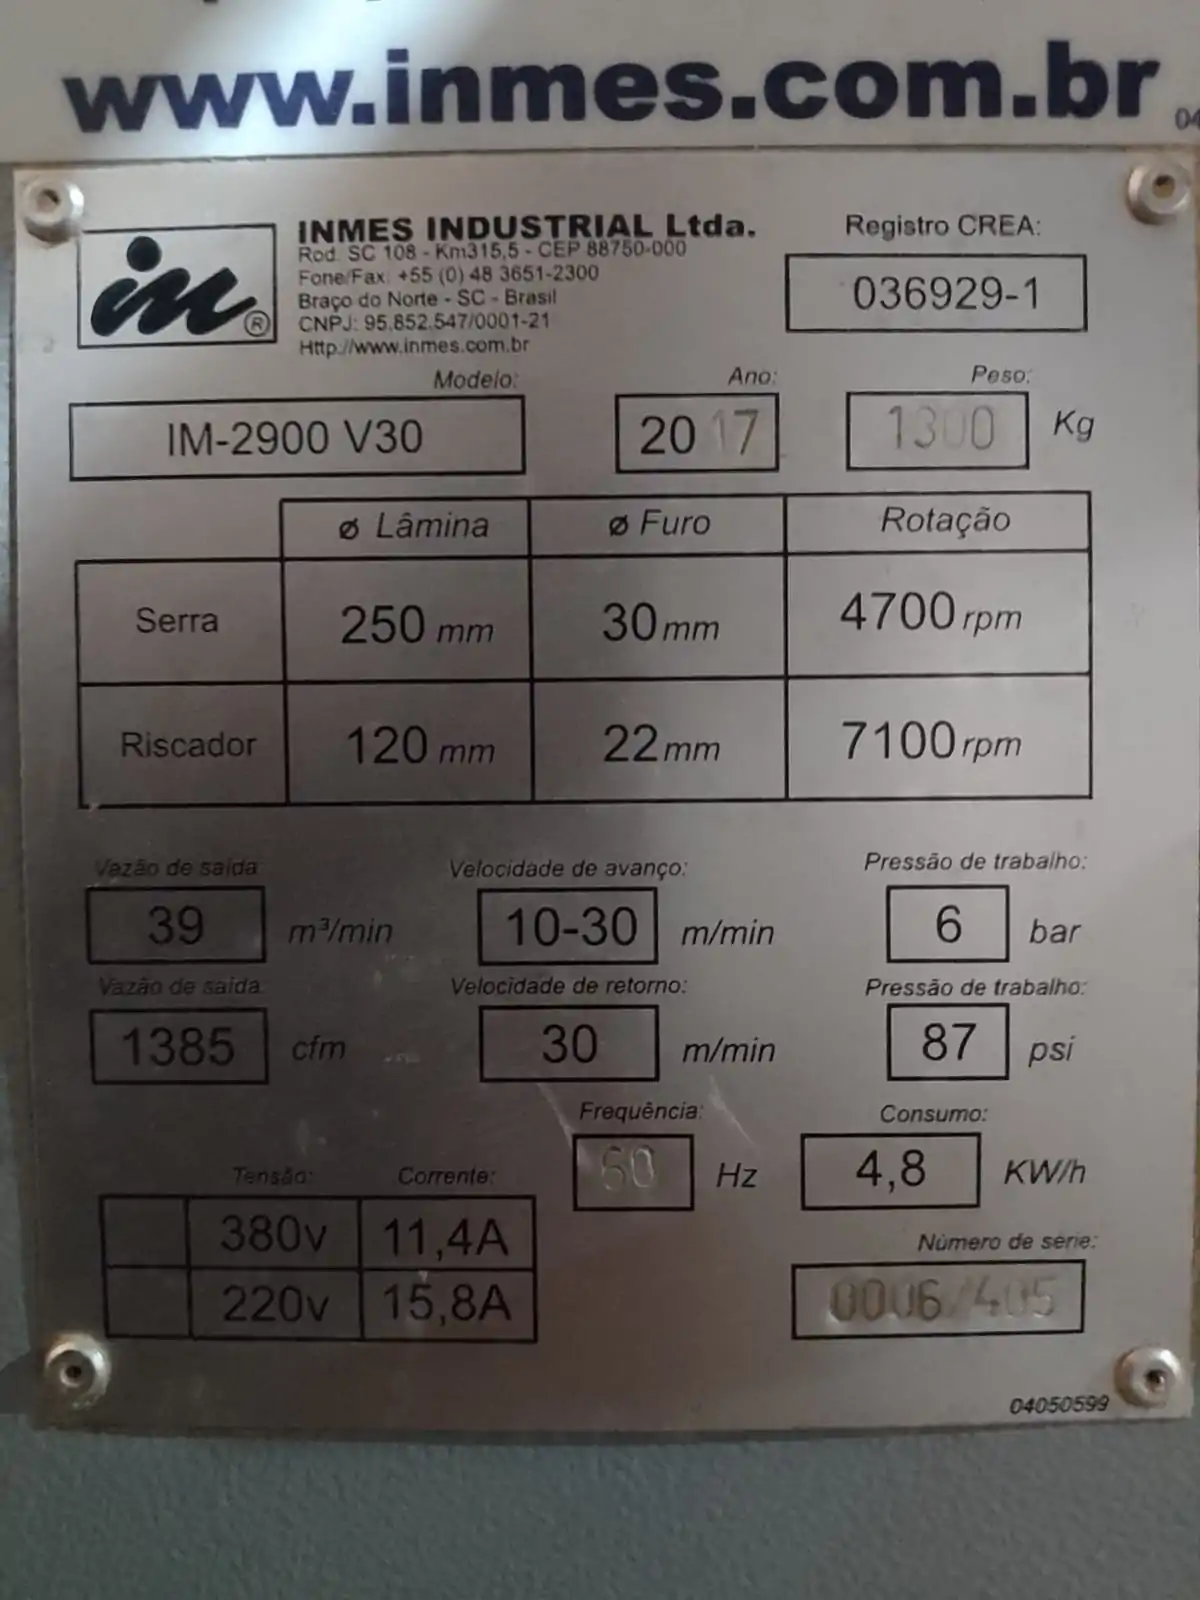 www.inmes.com.br
04
im ®
INMES INDUSTRIAL Ltda.
Rod. SC 108 - Km315,5 - CEP 88750-000
Fone/Fax: +55 (0) 48 3651-2300
Braço do Norte - SC - Brasil
CNPJ: 95.852.547/0001-21
Http://www.inmes.com.br
Registro CREA:
036929-1
Modelo: Ano: Peso:
IM-2900 V30 2017 1300 Kg
ø Lâmina ø Furo Rotação
Serra 250 mm 30 mm 4700 rpm
Riscador 120 mm 22 mm 7100 rpm
Vazão de saída: Velocidade de avanço: Pressão de trabalho:
39 m³/min 10-30 m/min 6 bar
Vazão de saída: Velocidade de retorno: Pressão de trabalho:
1385 cfm 30 m/min 87 psi
Frequência: Consumo:
60 Hz 4,8 KW/h
Tensão: Corrente:
380v 11,4A
220v 15,8A
Número de série:
0006/405
04050599